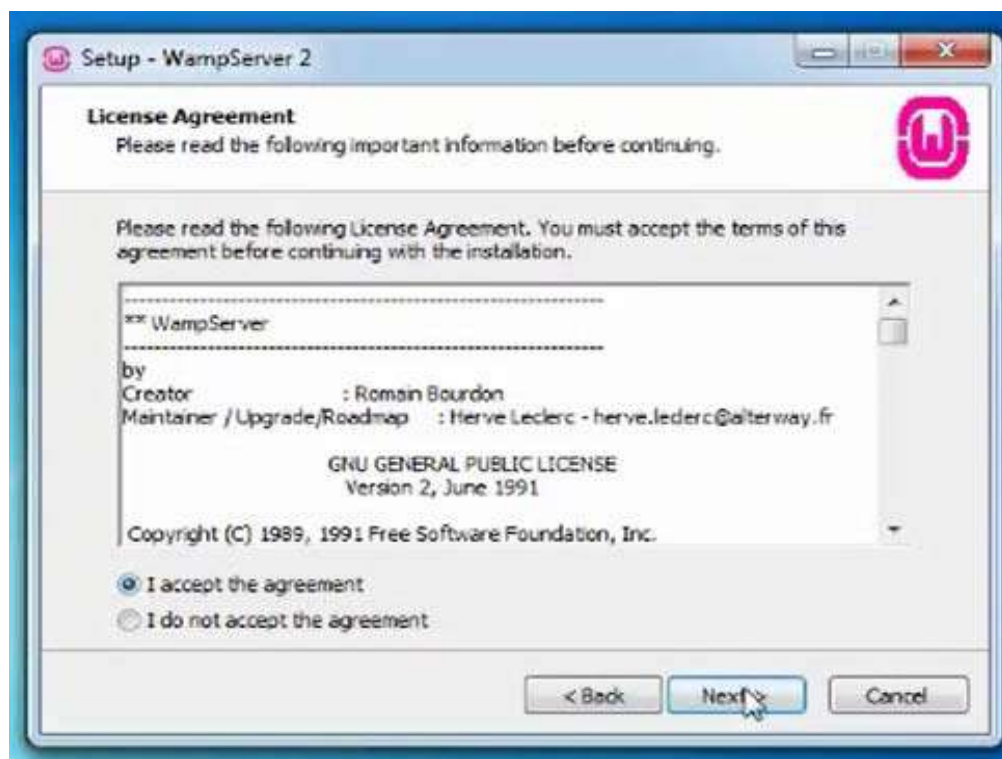 Setup - WampServer 2
License Agreement
Please read the following important information before continuing.
Please read the following License Agreement. You must accept the terms of this
agreement before continuing with the installation.
------------------------------------------------------------
** WampServer
------------------------------------------------------------
by
Creator : Romain Bourdon
Maintainer / Upgrade/Roadmap : Herve Leclerc - herve.leclerc@alterway.fr
GNU GENERAL PUBLIC LICENSE
Version 2, June 1991
Copyright (C) 1989, 1991 Free Software Foundation, Inc.
I accept the agreement
I do not accept the agreement
< Back Next > Cancel